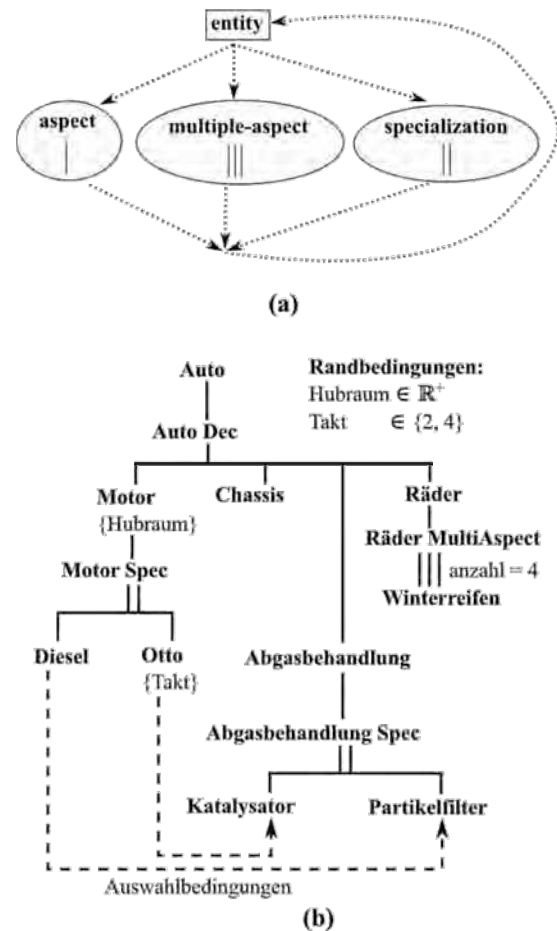 entity
aspect
multiple-aspect
specialization
(a)
Auto
Randbedingungen:
Hubraum ∈ ℝ⁺
Takt ∈ {2, 4}
Auto Dec
Motor
{Hubraum}
Chassis
Räder
Räder MultiAspect
anzahl = 4
Winterreifen
Motor Spec
Diesel
Otto
{Takt}
Abgasbehandlung
Abgasbehandlung Spec
Katalysator
Partikelfilter
Auswahlbedingungen
(b)